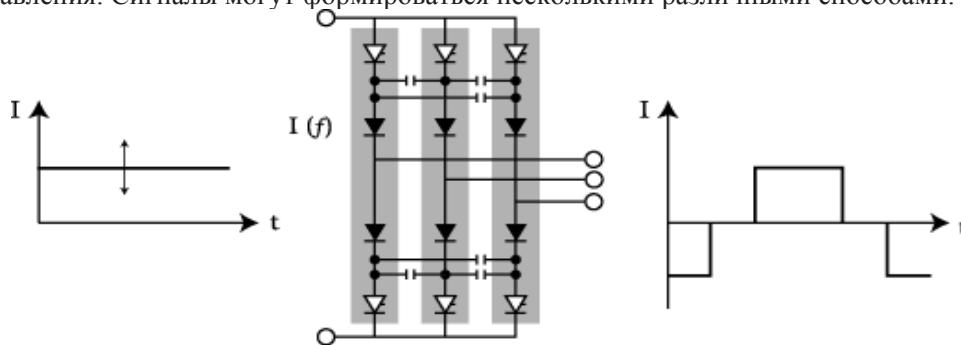 авления. Сигналы могут формироваться несколькими различными способами.
I
t
I (f)
I
t